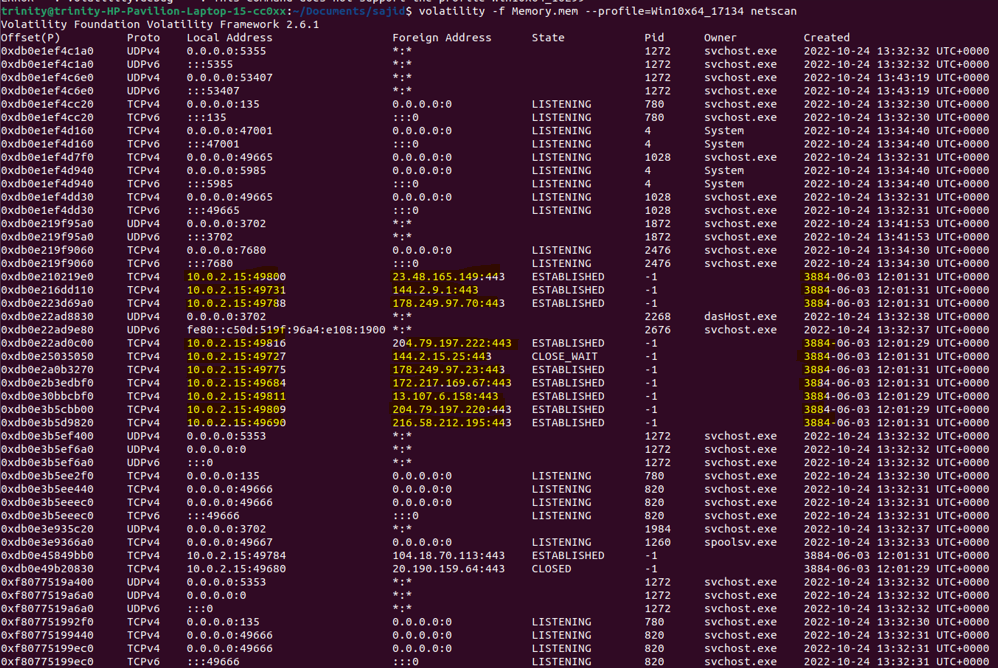 trinity@trinity-HP-Pavilion-Laptop-15-cc0xx:~/Documents/sajid$ volatility -f Memory.mem --profile=Win10x64_17134 netscan
Volatility Foundation Volatility Framework 2.6.1
Offset(P) Proto Local Address Foreign Address State Pid Owner Created
0xdb0e1ef4c1a0 UDPv4 0.0.0.0:5355 *:* 1272 svchost.exe 2022-10-24 13:32:32 UTC+0000
0xdb0e1ef4c1a0 UDPv6 :::5355 *:* 1272 svchost.exe 2022-10-24 13:32:32 UTC+0000
0xdb0e1ef4c6e0 UDPv4 0.0.0.0:53407 *:* 1272 svchost.exe 2022-10-24 13:43:19 UTC+0000
0xdb0e1ef4c6e0 UDPv6 :::53407 *:* 1272 svchost.exe 2022-10-24 13:43:19 UTC+0000
0xdb0e1ef4cc20 TCPv4 0.0.0.0:135 0.0.0.0:0 LISTENING 780 svchost.exe 2022-10-24 13:32:30 UTC+0000
0xdb0e1ef4cc20 TCPv6 :::135 :::0 LISTENING 780 svchost.exe 2022-10-24 13:32:30 UTC+0000
0xdb0e1ef4d160 TCPv4 0.0.0.0:47001 0.0.0.0:0 LISTENING 4 System 2022-10-24 13:34:40 UTC+0000
0xdb0e1ef4d160 TCPv6 :::47001 :::0 LISTENING 4 System 2022-10-24 13:34:40 UTC+0000
0xdb0e1ef4d7f0 TCPv4 0.0.0.0:49665 0.0.0.0:0 LISTENING 1028 svchost.exe 2022-10-24 13:32:31 UTC+0000
0xdb0e1ef4d940 TCPv4 0.0.0.0:5985 0.0.0.0:0 LISTENING 4 System 2022-10-24 13:34:40 UTC+0000
0xdb0e1ef4d940 TCPv6 :::5985 :::0 LISTENING 4 System 2022-10-24 13:34:40 UTC+0000
0xdb0e1ef4dd30 TCPv4 0.0.0.0:49665 0.0.0.0:0 LISTENING 1028 svchost.exe 2022-10-24 13:32:31 UTC+0000
0xdb0e1ef4dd30 TCPv6 :::49665 :::0 LISTENING 1028 svchost.exe 2022-10-24 13:32:31 UTC+0000
0xdb0e219f95a0 UDPv4 0.0.0.0:3702 *:* 1872 svchost.exe 2022-10-24 13:41:53 UTC+0000
0xdb0e219f95a0 UDPv6 :::3702 *:* 1872 svchost.exe 2022-10-24 13:41:53 UTC+0000
0xdb0e219f9060 TCPv4 0.0.0.0:7680 0.0.0.0:0 LISTENING 2476 svchost.exe 2022-10-24 13:34:30 UTC+0000
0xdb0e219f9060 TCPv6 :::7680 :::0 LISTENING 2476 svchost.exe 2022-10-24 13:34:30 UTC+0000
0xdb0e210219e0 TCPv4 10.0.2.15:49800 23.48.165.149:443 ESTABLISHED -1 3884-06-03 12:01:31 UTC+0000
0xdb0e216dd110 TCPv4 10.0.2.15:49731 144.2.9.1:443 ESTABLISHED -1 3884-06-03 12:01:31 UTC+0000
0xdb0e223d69a0 TCPv4 10.0.2.15:49788 178.249.97.70:443 ESTABLISHED -1 3884-06-03 12:01:31 UTC+0000
0xdb0e22ad8830 UDPv4 0.0.0.0:3702 *:* 2268 dasHost.exe 2022-10-24 13:32:38 UTC+0000
0xdb0e22ad9e80 UDPv6 fe80::c50d:519f:96a4:e108:1900 *:* 2676 svchost.exe 2022-10-24 13:32:37 UTC+0000
0xdb0e22ad0c00 TCPv4 10.0.2.15:49816 204.79.197.222:443 ESTABLISHED -1 3884-06-03 12:01:29 UTC+0000
0xdb0e25035050 TCPv4 10.0.2.15:49727 144.2.15.25:443 CLOSE_WAIT -1 3884-06-03 12:01:31 UTC+0000
0xdb0e2a0b3270 TCPv4 10.0.2.15:49775 178.249.97.23:443 ESTABLISHED -1 3884-06-03 12:01:31 UTC+0000
0xdb0e2b3edbf0 TCPv4 10.0.2.15:49684 172.217.169.67:443 ESTABLISHED -1 3884-06-03 12:01:29 UTC+0000
0xdb0e30bbcbf0 TCPv4 10.0.2.15:49811 13.107.6.158:443 ESTABLISHED -1 3884-06-03 12:01:29 UTC+0000
0xdb0e3b5cbb00 TCPv4 10.0.2.15:49809 204.79.197.220:443 ESTABLISHED -1 3884-06-03 12:01:31 UTC+0000
0xdb0e3b5d9820 TCPv4 10.0.2.15:49690 216.58.212.195:443 ESTABLISHED -1 3884-06-03 12:01:31 UTC+0000
0xdb0e3b5ef400 UDPv4 0.0.0.0:5353 *:* 1272 svchost.exe 2022-10-24 13:32:32 UTC+0000
0xdb0e3b5ef6a0 UDPv4 0.0.0.0:0 *:* 1272 svchost.exe 2022-10-24 13:32:32 UTC+0000
0xdb0e3b5ef6a0 UDPv6 :::0 *:* 1272 svchost.exe 2022-10-24 13:32:32 UTC+0000
0xdb0e3b5ee2f0 TCPv4 0.0.0.0:135 0.0.0.0:0 LISTENING 780 svchost.exe 2022-10-24 13:32:30 UTC+0000
0xdb0e3b5ee440 TCPv4 0.0.0.0:49666 0.0.0.0:0 LISTENING 820 svchost.exe 2022-10-24 13:32:31 UTC+0000
0xdb0e3b5eeec0 TCPv4 0.0.0.0:49666 0.0.0.0:0 LISTENING 820 svchost.exe 2022-10-24 13:32:31 UTC+0000
0xdb0e3b5eeec0 TCPv6 :::49666 :::0 LISTENING 820 svchost.exe 2022-10-24 13:32:31 UTC+0000
0xdb0e3e935c20 UDPv4 0.0.0.0:3702 *:* 1984 svchost.exe 2022-10-24 13:32:37 UTC+0000
0xdb0e3e9366a0 TCPv4 0.0.0.0:49667 0.0.0.0:0 LISTENING 1260 spoolsv.exe 2022-10-24 13:32:33 UTC+0000
0xdb0e45849bb0 TCPv4 10.0.2.15:49784 104.18.70.113:443 ESTABLISHED -1 3884-06-03 12:01:31 UTC+0000
0xdb0e49b20830 TCPv4 10.0.2.15:49680 20.190.159.64:443 CLOSED -1 3884-06-03 12:01:29 UTC+0000
0xf8077519a400 UDPv4 0.0.0.0:5353 *:* 1272 svchost.exe 2022-10-24 13:32:32 UTC+0000
0xf8077519a6a0 UDPv4 0.0.0.0:0 *:* 1272 svchost.exe 2022-10-24 13:32:32 UTC+0000
0xf8077519a6a0 UDPv6 :::0 *:* 1272 svchost.exe 2022-10-24 13:32:32 UTC+0000
0xf807751992f0 TCPv4 0.0.0.0:135 0.0.0.0:0 LISTENING 780 svchost.exe 2022-10-24 13:32:30 UTC+0000
0xf80775199440 TCPv4 0.0.0.0:49666 0.0.0.0:0 LISTENING 820 svchost.exe 2022-10-24 13:32:31 UTC+0000
0xf80775199ec0 TCPv4 0.0.0.0:49666 0.0.0.0:0 LISTENING 820 svchost.exe 2022-10-24 13:32:31 UTC+0000
0xf80775199ec0 TCPv6 :::49666 :::0 LISTENING 820 svchost.exe 2022-10-24 13:32:31 UTC+0000